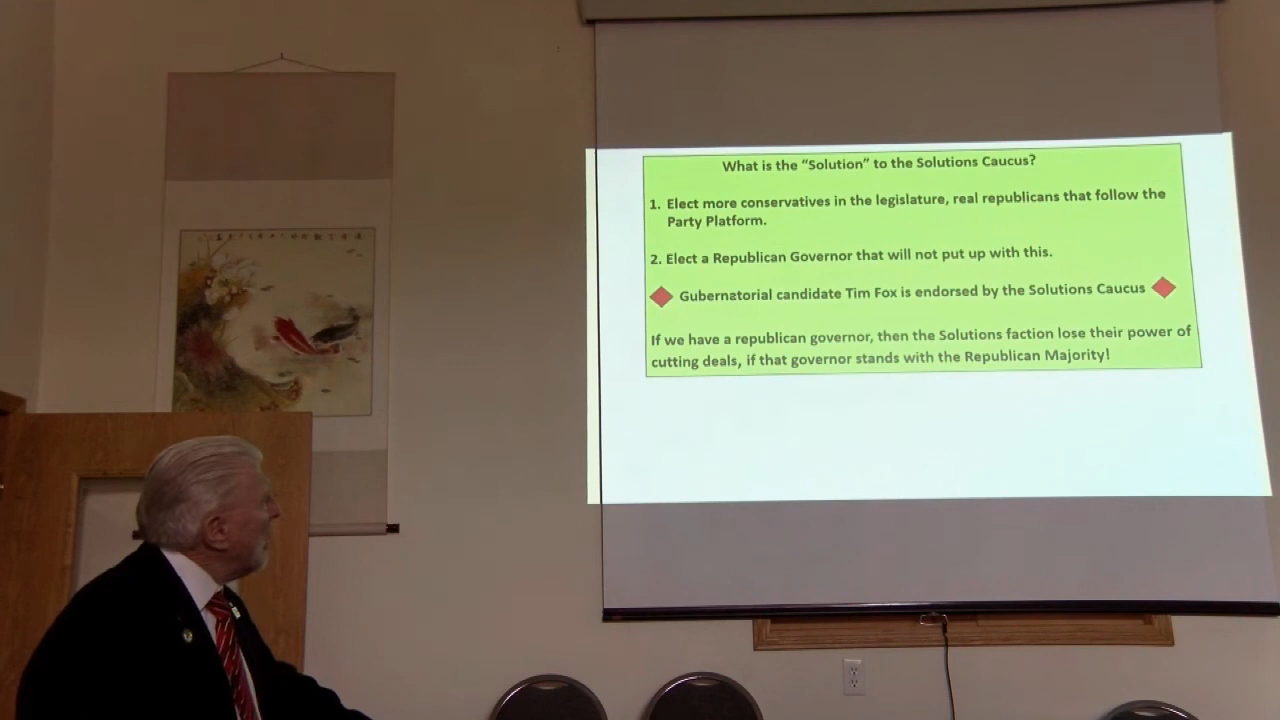 What is the “Solution” to the Solutions Caucus?
1. Elect more conservatives in the legislature, real republicans that follow the
Party Platform.
2. Elect a Republican Governor that will not put up with this.
Gubernatorial candidate Tim Fox is endorsed by the Solutions Caucus
If we have a republican governor, then the Solutions faction lose their power of
cutting deals, if that governor stands with the Republican Majority!